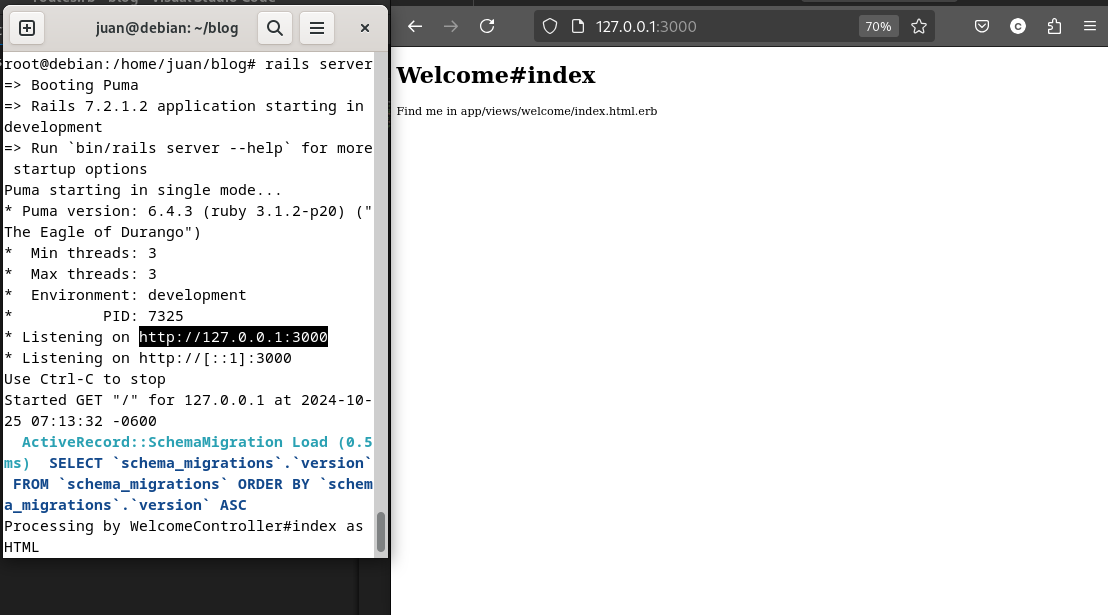 juan@debian: ~/blog
root@debian:/home/juan/blog# rails server
=> Booting Puma
=> Rails 7.2.1.2 application starting in
development
=> Run `bin/rails server --help` for more
 startup options
Puma starting in single mode...
* Puma version: 6.4.3 (ruby 3.1.2-p20) ("
The Eagle of Durango")
*  Min threads: 3
*  Max threads: 3
*  Environment: development
*          PID: 7325
* Listening on http://127.0.0.1:3000
* Listening on http://[::1]:3000
Use Ctrl-C to stop
Started GET "/" for 127.0.0.1 at 2024-10-
25 07:13:32 -0600
  ActiveRecord::SchemaMigration Load (0.5
ms)  SELECT `schema_migrations`.`version`
 FROM `schema_migrations` ORDER BY `schem
a_migrations`.`version` ASC
Processing by WelcomeController#index as
HTML
127.0.0.1:3000
70%
C
Welcome#index
Find me in app/views/welcome/index.html.erb